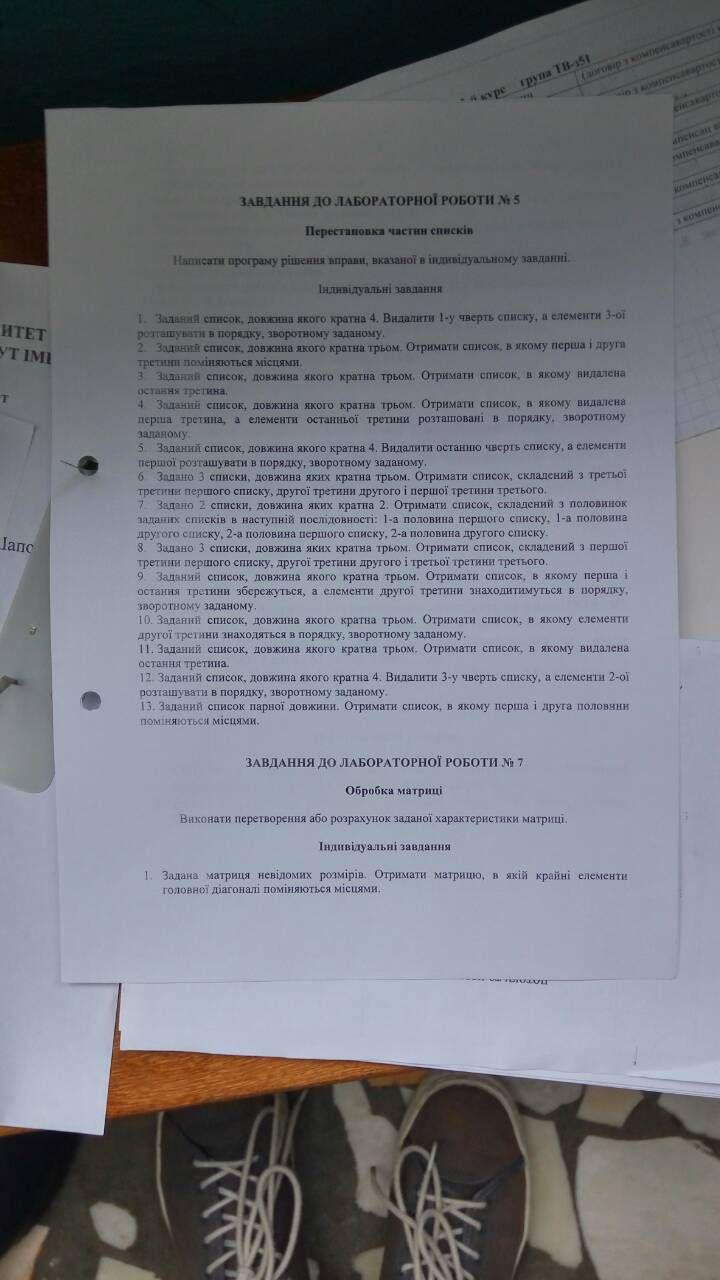 курс група ТВ-з51
(договір з компенсавартості
ИТЕТ
УТ ІМЕ
т
Шапо
ЗАВДАННЯ ДО ЛАБОРАТОРНОЇ РОБОТИ № 5
Перестановка частин списків
Написати програму рішення вправи, вказаної в індивідуальному завданні.
Індивідуальні завдання
1. Заданий список, довжина якого кратна 4. Видалити 1-у чверть списку, а елементи 3-ої
розташувати в порядку, зворотному заданому.
2. Заданий список, довжина якого кратна трьом. Отримати список, в якому перша і друга
третини поміняються місцями.
3. Заданий список, довжина якого кратна трьом. Отримати список, в якому видалена
остання третина.
4. Заданий список, довжина якого кратна трьом. Отримати список, в якому видалена
перша третина, а елементи останньої третини розташовані в порядку, зворотному
заданому.
5. Заданий список, довжина якого кратна 4. Видалити останню чверть списку, а елементи
першої розташувати в порядку, зворотному заданому.
6. Задано 3 списки, довжина яких кратна трьом. Отримати список, складений з третьої
третини першого списку, другої третини другого і першої третини третього.
7. Задано 2 списки, довжина яких кратна 2. Отримати список, складений з половинок
заданих списків в наступній послідовності: 1-а половина першого списку, 1-а половина
другого списку, 2-а половина першого списку, 2-а половина другого списку.
8. Задано 3 списки, довжина яких кратна трьом. Отримати список, складений з першої
третини першого списку, другої третини другого і третьої третини третього.
9. Заданий список, довжина якого кратна трьом. Отримати список, в якому перша і
остання третини збережуться, а елементи другої третини знаходитимуться в порядку,
зворотному заданому.
10. Заданий список, довжина якого кратна трьом. Отримати список, в якому елементи
другої третини знаходяться в порядку, зворотному заданому.
11. Заданий список, довжина якого кратна трьом. Отримати список, в якому видалена
остання третина.
12. Заданий список, довжина якого кратна 4. Видалити 3-у чверть списку, а елементи 2-ої
розташувати в порядку, зворотному заданому.
13. Заданий список парної довжини. Отримати список, в якому перша і друга половини
поміняються місцями.
ЗАВДАННЯ ДО ЛАБОРАТОРНОЇ РОБОТИ № 7
Обробка матриці
Виконати перетворення або розрахунок заданої характеристики матриці.
Індивідуальні завдання
1. Задана матриця невідомих розмірів. Отримати матрицю, в якій крайні елементи
головної діагоналі поміняються місцями.